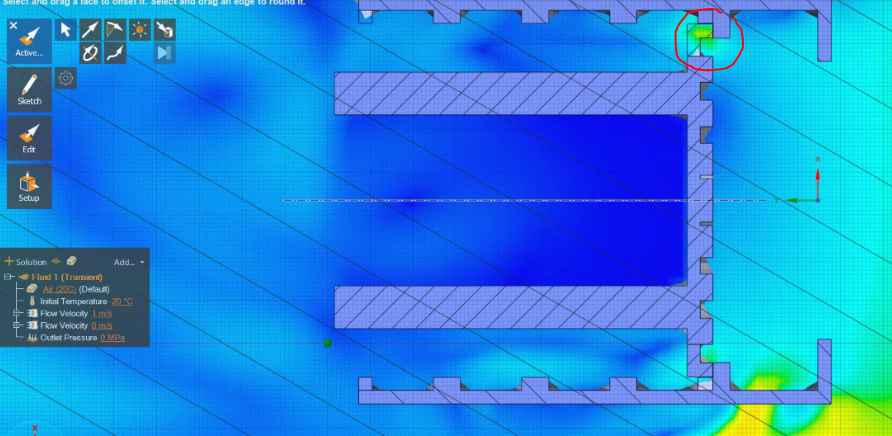 Select and drag a face to offset it. Select and drag an edge to round it.
Active...
Sketch
Edit
Setup
Solution Add...
Fluid 1 (Transient)
Air (20C) (Default)
Initial Temperature 20 °C
Flow Velocity 1 m/s
Flow Velocity 0 m/s
Outlet Pressure 0 MPa
X
Y
X